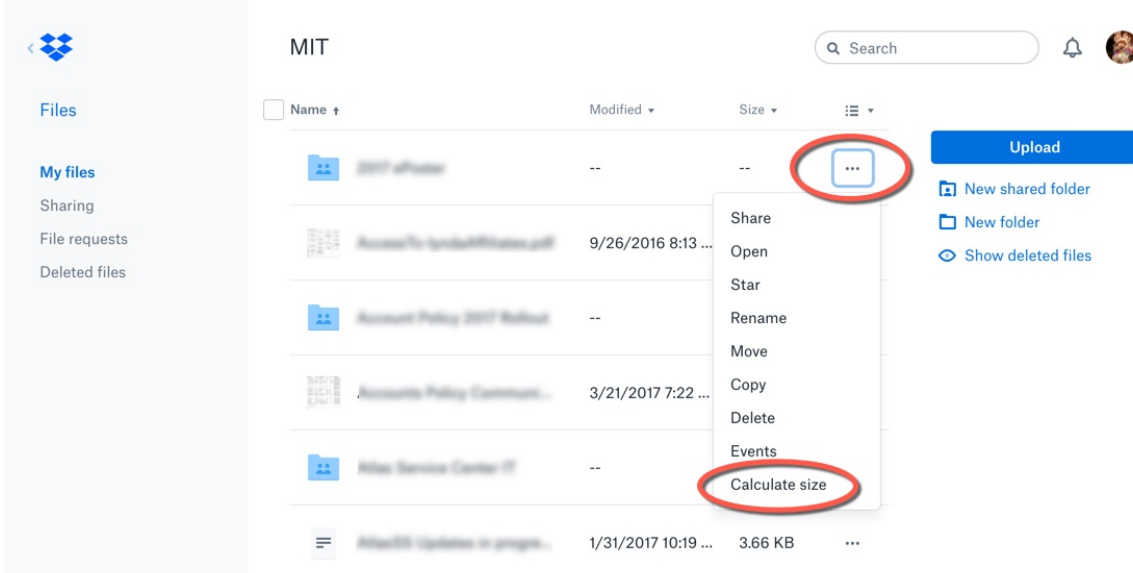 MIT
Search
Files
My files
Sharing
File requests
Deleted files
Name ↑ Modified Size
-- --
9/26/2016 8:13 ...
--
3/21/2017 7:22 ...
--
1/31/2017 10:19 ... 3.66 KB
Share
Open
Star
Rename
Move
Copy
Delete
Events
Calculate size
Upload
New shared folder
New folder
Show deleted files